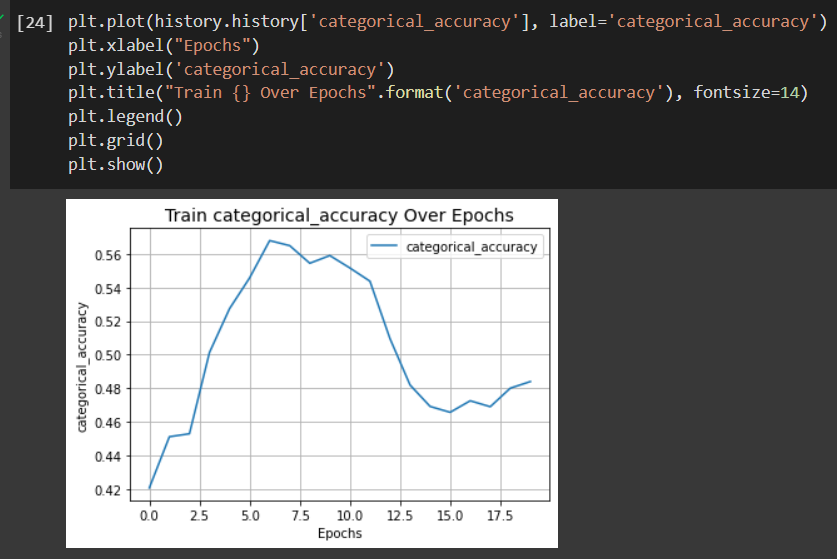 [24] plt.plot(history.history['categorical_accuracy'], label='categorical_accuracy')
plt.xlabel("Epochs")
plt.ylabel('categorical_accuracy')
plt.title("Train {} Over Epochs".format('categorical_accuracy'), fontsize=14)
plt.legend()
plt.grid()
plt.show()
Train categorical_accuracy Over Epochs
categorical_accuracy
categorical_accuracy
0.56
0.54
0.52
0.50
0.48
0.46
0.44
0.42
0.0 2.5 5.0 7.5 10.0 12.5 15.0 17.5
Epochs